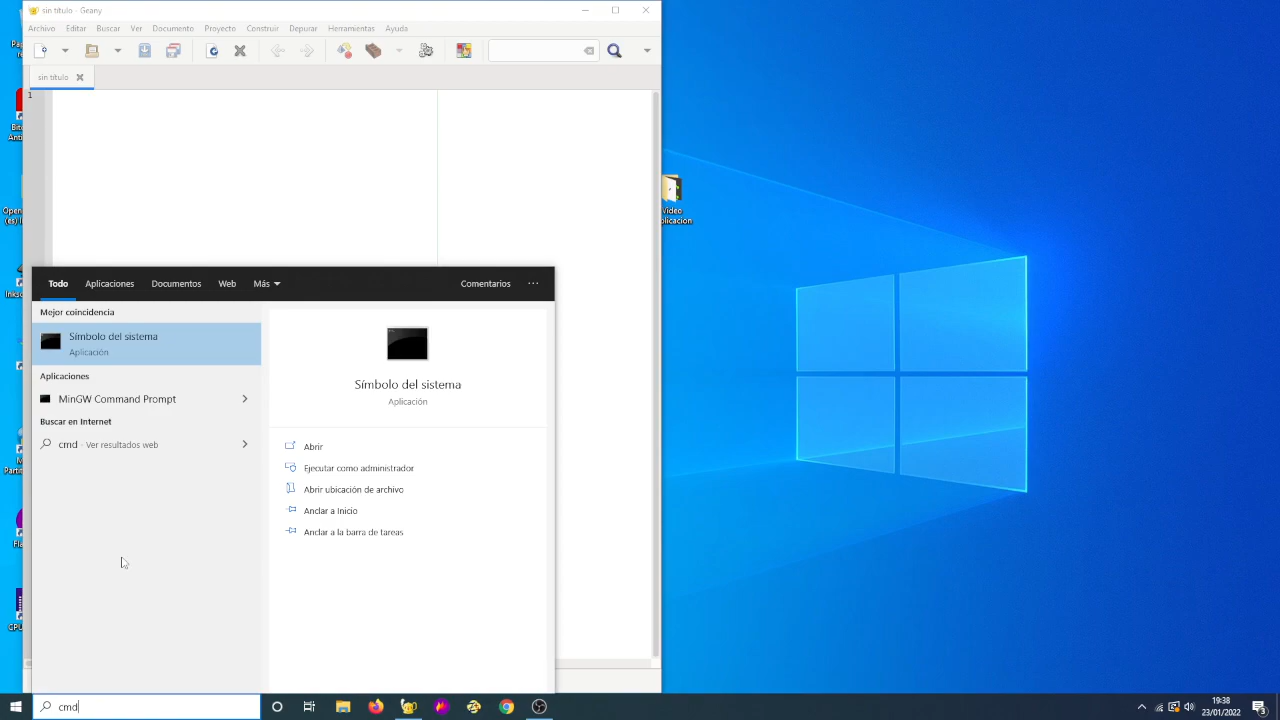 sin título - Geany
Archivo Editar Buscar Ver Documento Proyecto Construir Depurar Herramientas Ayuda
sin título
1
Video
Todo Aplicaciones Documentos Web Más Comentarios ...
Mejor coincidencia
Símbolo del sistema
Aplicación
Aplicaciones
MinGW Command Prompt
Buscar en Internet
cmd - Ver resultados web
Símbolo del sistema
Aplicación
Abrir
Ejecutar como administrador
Abrir ubicación de archivo
Anclar a Inicio
Anclar a la barra de tareas
cmd
19:38
23/01/2022
3